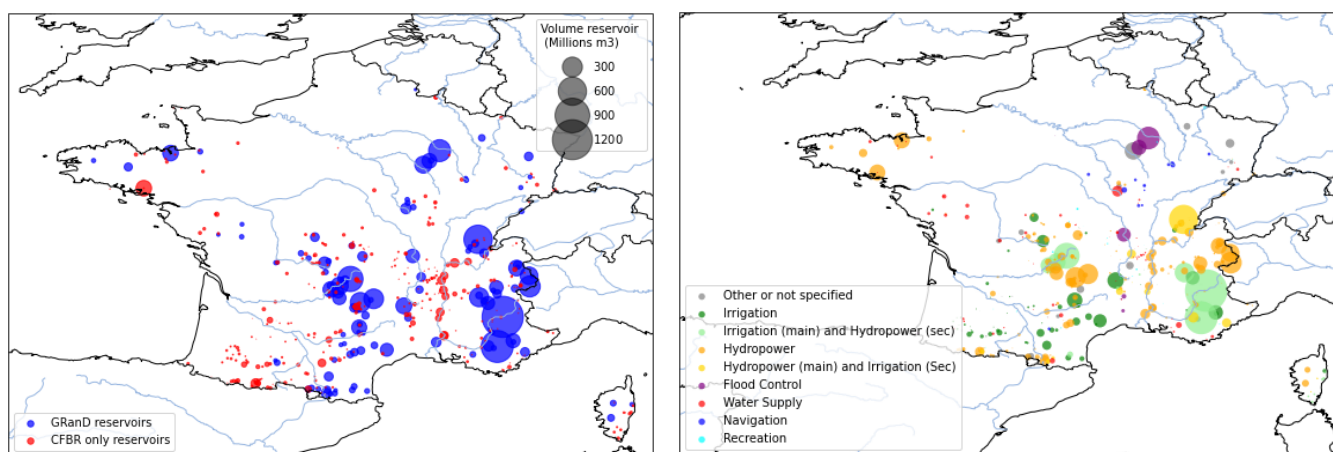 Volume reservoir
(Millions m3)
300
600
900
1200
GRanD reservoirs
CFBR only reservoirs
Other or not specified
Irrigation
Irrigation (main) and Hydropower (sec)
Hydropower
Hydropower (main) and Irrigation (Sec)
Flood Control
Water Supply
Navigation
Recreation